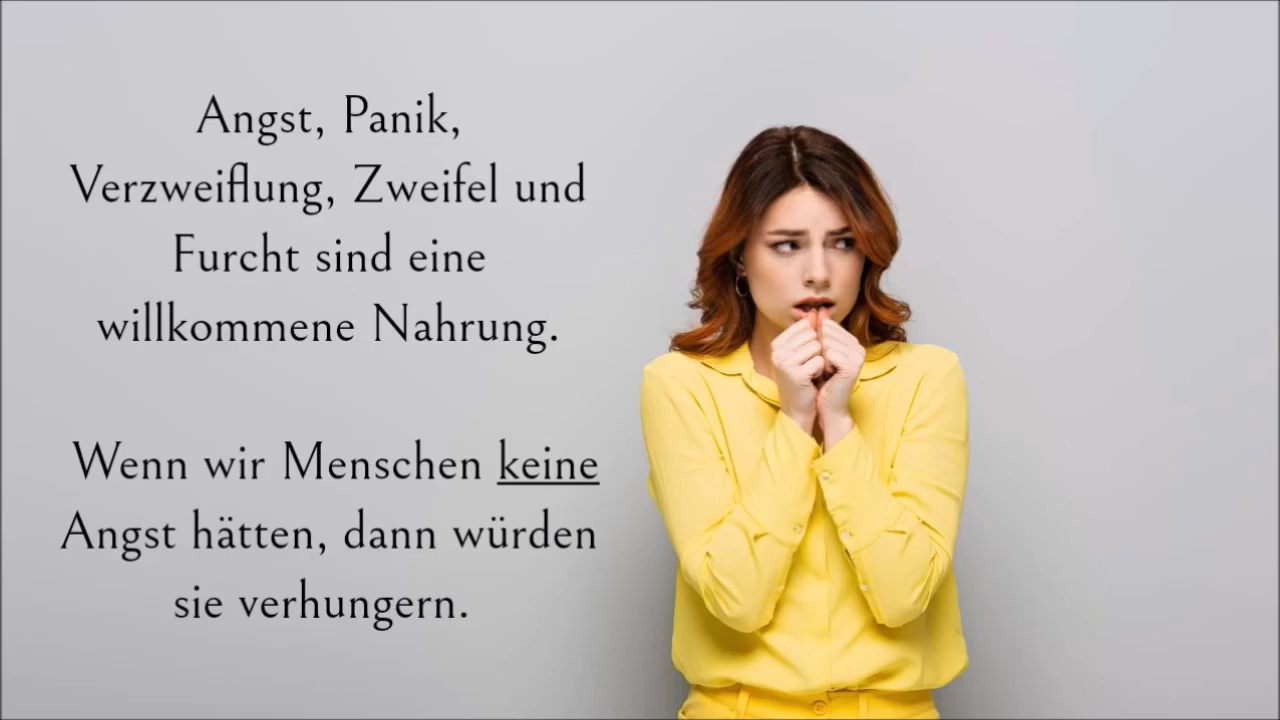 Angst, Panik,
Verzweiflung, Zweifel und
Furcht sind eine
willkommene Nahrung.
Wenn wir Menschen keine
Angst hätten, dann würden
sie verhungern.